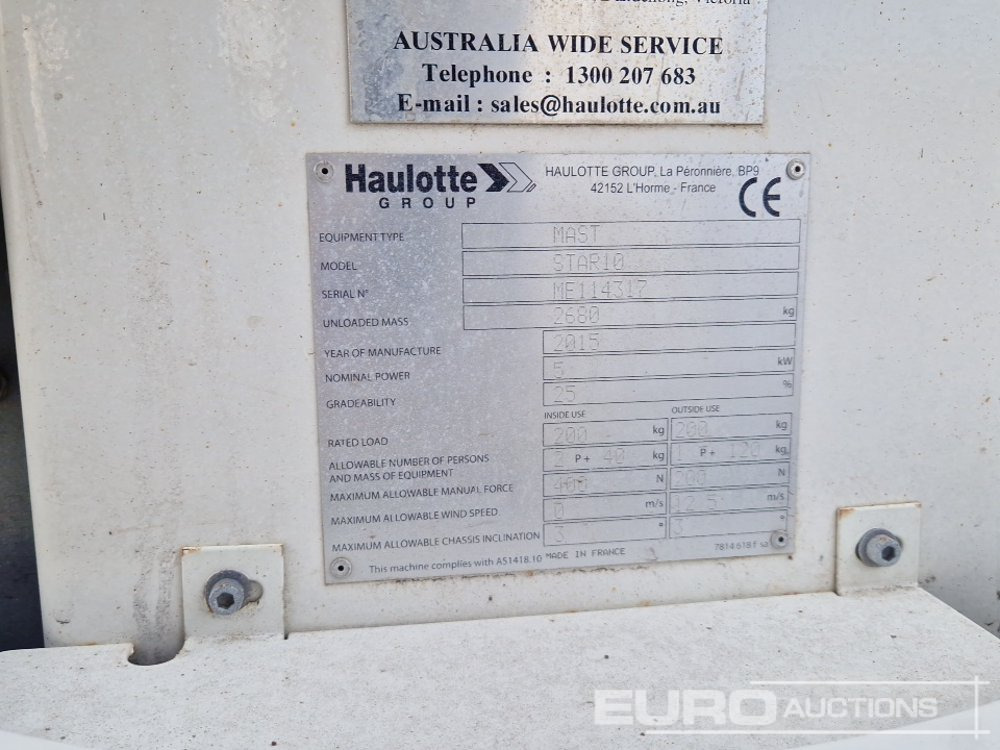 Victoria
AUSTRALIA WIDE SERVICE
Telephone : 1300 207 683
E-mail : sales@haulotte.com.au
Haulotte GROUP
HAULOTTE GROUP, La Péronnière, BP9
42152 L'Horme - France
CE
EQUIPMENT TYPE MAST
MODEL STAR10
SERIAL N° ME114317
UNLOADED MASS 2680 kg
YEAR OF MANUFACTURE 2015
NOMINAL POWER 5 kW
GRADEABILITY 25 %
INSIDE USE OUTSIDE USE
RATED LOAD 200 kg 200 kg
ALLOWABLE NUMBER OF PERSONS
AND MASS OF EQUIPMENT 2 P+ 40 kg 1 P+ 120 kg
MAXIMUM ALLOWABLE MANUAL FORCE 400 N 200 N
MAXIMUM ALLOWABLE WIND SPEED 0 m/s 12.5 m/s
MAXIMUM ALLOWABLE CHASSIS INCLINATION 3 ° 3 °
This machine complies with AS1418.10 MADE IN FRANCE 7814 618 f sa
EURO AUCTIONS